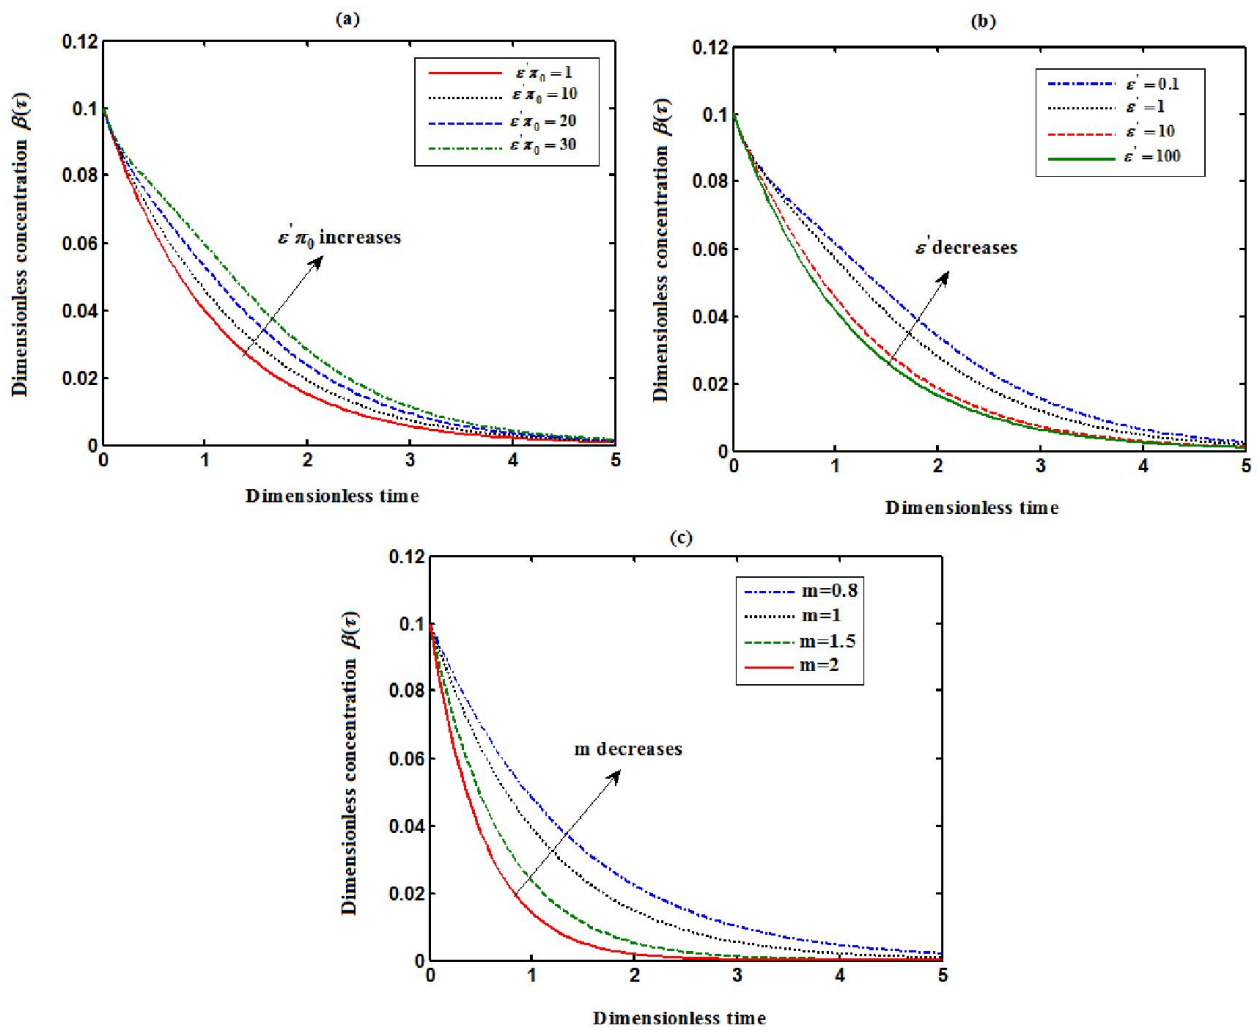 (a)
0.12
0.1
0.08
0.06
0.04
0.02
0
Dimensionless concentration β(τ)
ε'π₀ = 1
ε'π₀ = 10
ε'π₀ = 20
ε'π₀ = 30
ε'π₀ increases
0 1 2 3 4 5
Dimensionless time
(b)
0.12
0.1
0.08
0.06
0.04
0.02
0
Dimensionless concentration β(τ)
ε' = 0.1
ε' = 1
ε' = 10
ε' = 100
ε' decreases
0 1 2 3 4 5
Dimensionless time
(c)
0.12
0.1
0.08
0.06
0.04
0.02
0
Dimensionless concentration β(τ)
m=0.8
m=1
m=1.5
m=2
m decreases
0 1 2 3 4 5
Dimensionless time